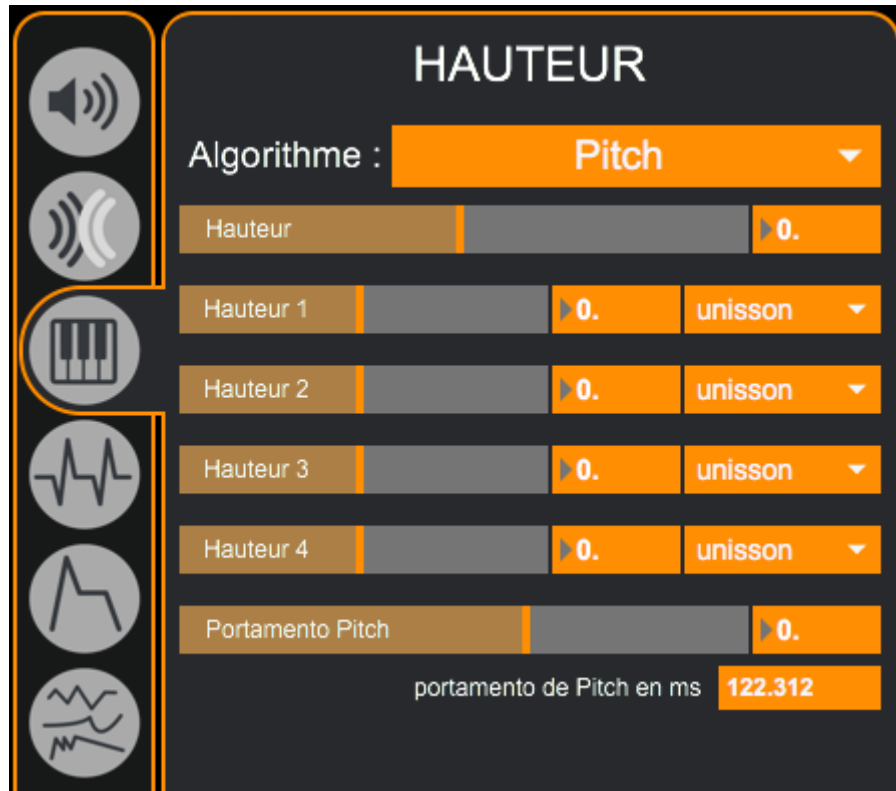 HAUTEUR
Algorithme : Pitch
Hauteur 0.
Hauteur 1 0. unisson
Hauteur 2 0. unisson
Hauteur 3 0. unisson
Hauteur 4 0. unisson
Portamento Pitch 0.
portamento de Pitch en ms 122.312